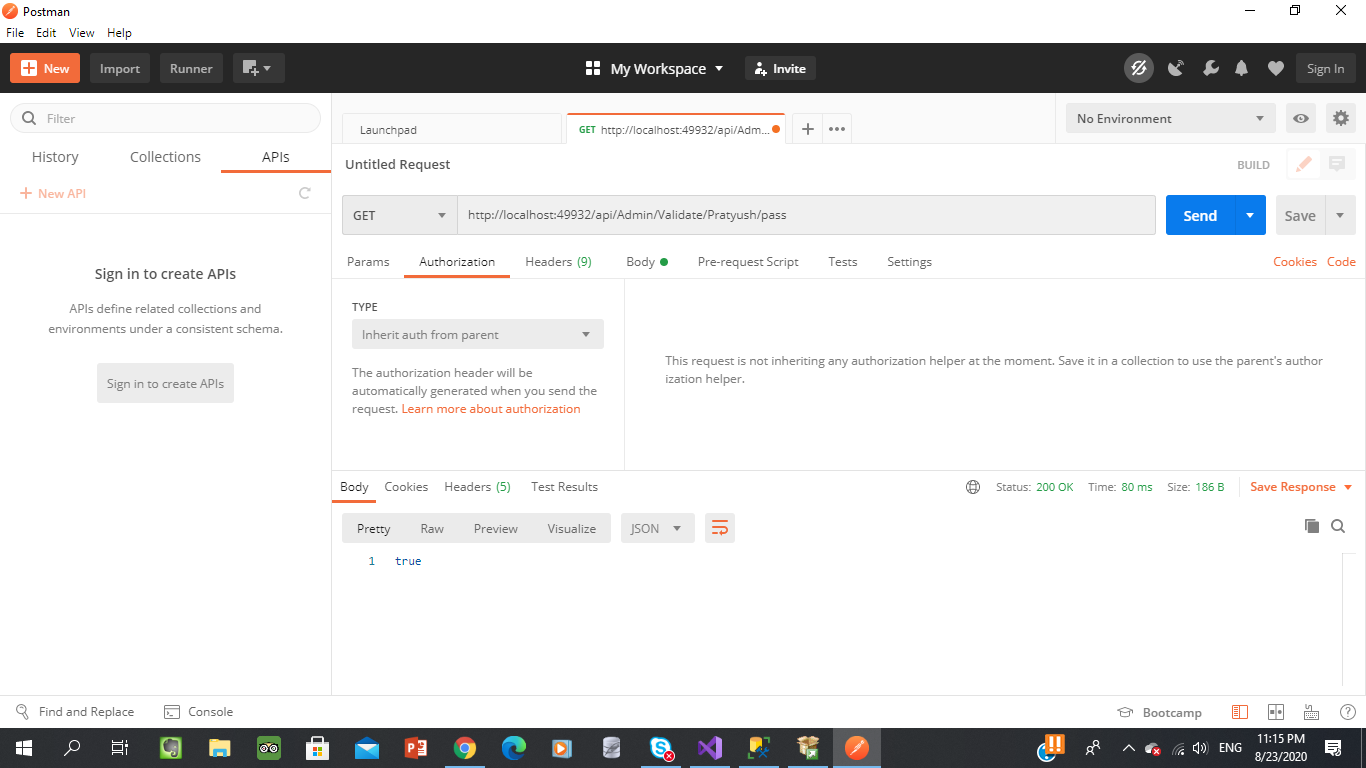 Postman
File Edit View Help
New Import Runner My Workspace Invite Sign In
Filter
History Collections APIs
New API
Sign in to create APIs
APIs define related collections and
environments under a consistent schema.
Sign in to create APIs
Launchpad GET http://localhost:49932/api/Adm... No Environment
Untitled Request BUILD
GET http://localhost:49932/api/Admin/Validate/Pratyush/pass Send Save
Params Authorization Headers (9) Body Pre-request Script Tests Settings Cookies Code
TYPE
Inherit auth from parent
The authorization header will be
automatically generated when you send the
request. Learn more about authorization
This request is not inheriting any authorization helper at the moment. Save it in a collection to use the parent's author
ization helper.
Body Cookies Headers (5) Test Results Status: 200 OK Time: 80 ms Size: 186 B Save Response
Pretty Raw Preview Visualize JSON
1 true
Find and Replace Console Bootcamp
ENG 11:15 PM
8/23/2020